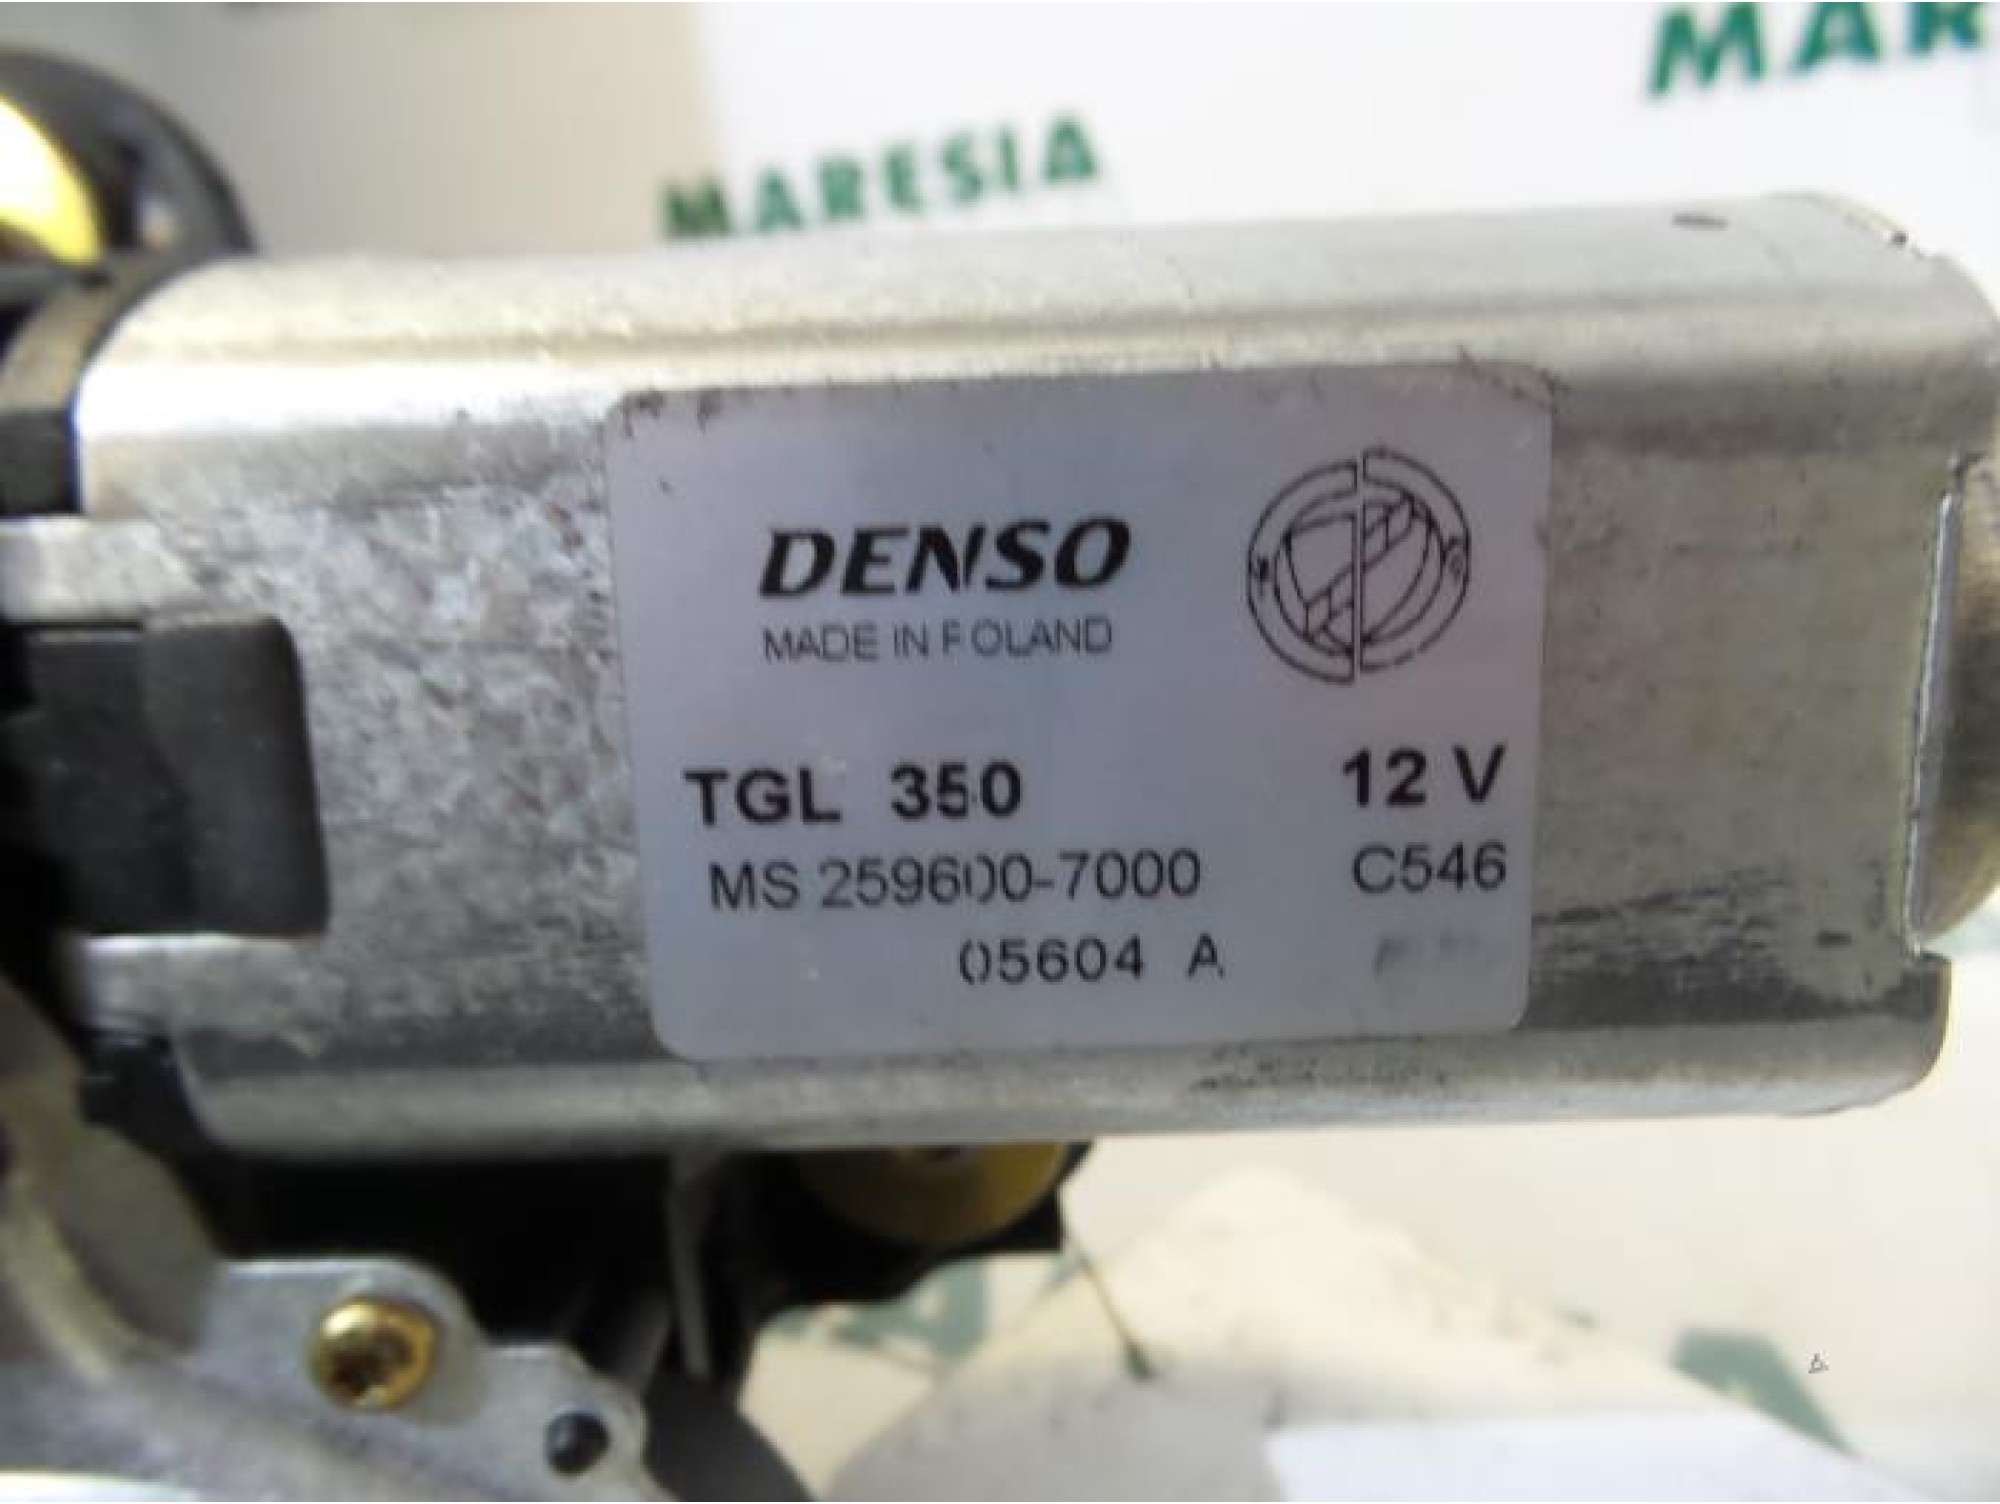 MAR
MARESIA
DENSO
MADE IN POLAND
TGL 350 12 V
MS 259600-7000 C546
05604 A